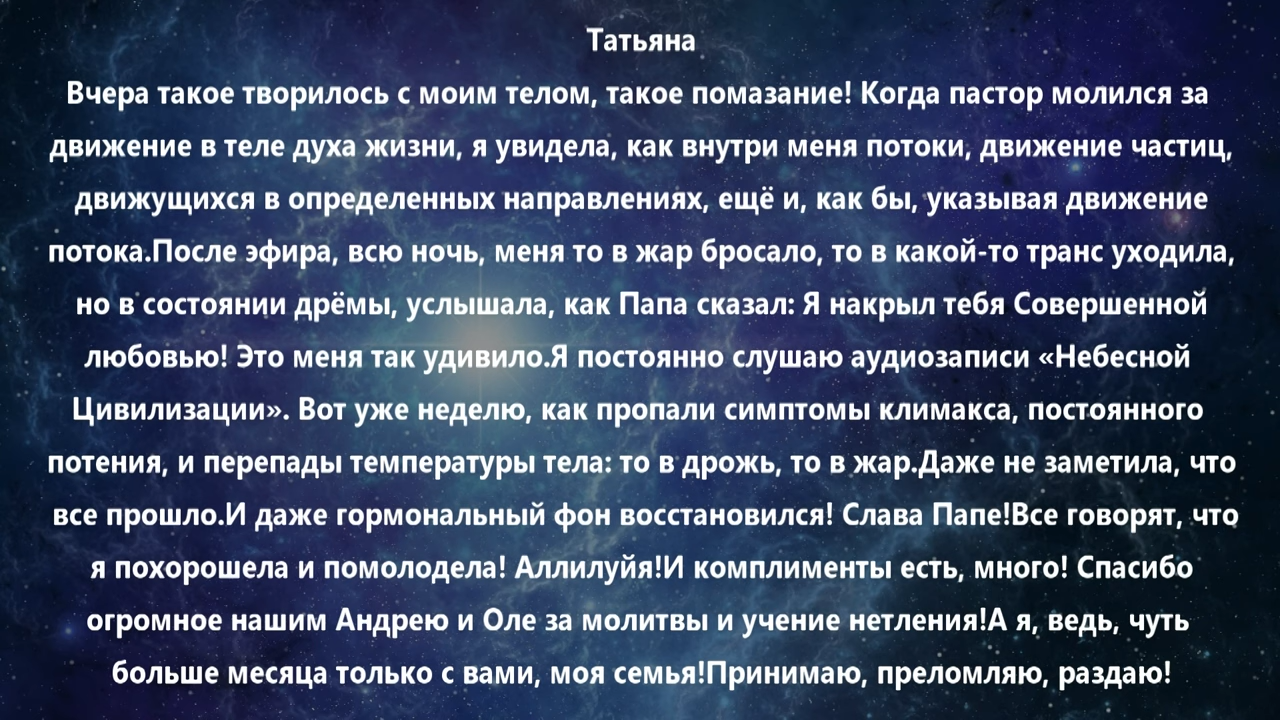 Татьяна
Вчера такое творилось с моим телом, такое помазание! Когда пастор молился за
движение в теле духа жизни, я увидела, как внутри меня потоки, движение частиц,
движущихся в определенных направлениях, ещё и, как бы, указывая движение
потока.После эфира, всю ночь, меня то в жар бросало, то в какой-то транс уходила,
но в состоянии дрёмы, услышала, как Папа сказал: Я накрыл тебя Совершенной
любовью! Это меня так удивило.Я постоянно слушаю аудиозаписи «Небесной
Цивилизации». Вот уже неделю, как пропали симптомы климакса, постоянного
потения, и перепады температуры тела: то в дрожь, то в жар.Даже не заметила, что
все прошло.И даже гормональный фон восстановился! Слава Папе!Все говорят, что
я похорошела и помолодела! Аллилуйя!И комплименты есть, много! Спасибо
огромное нашим Андрею и Оле за молитвы и учение нетления!А я, ведь, чуть
больше месяца только с вами, моя семья!Принимаю, преломляю, раздаю!